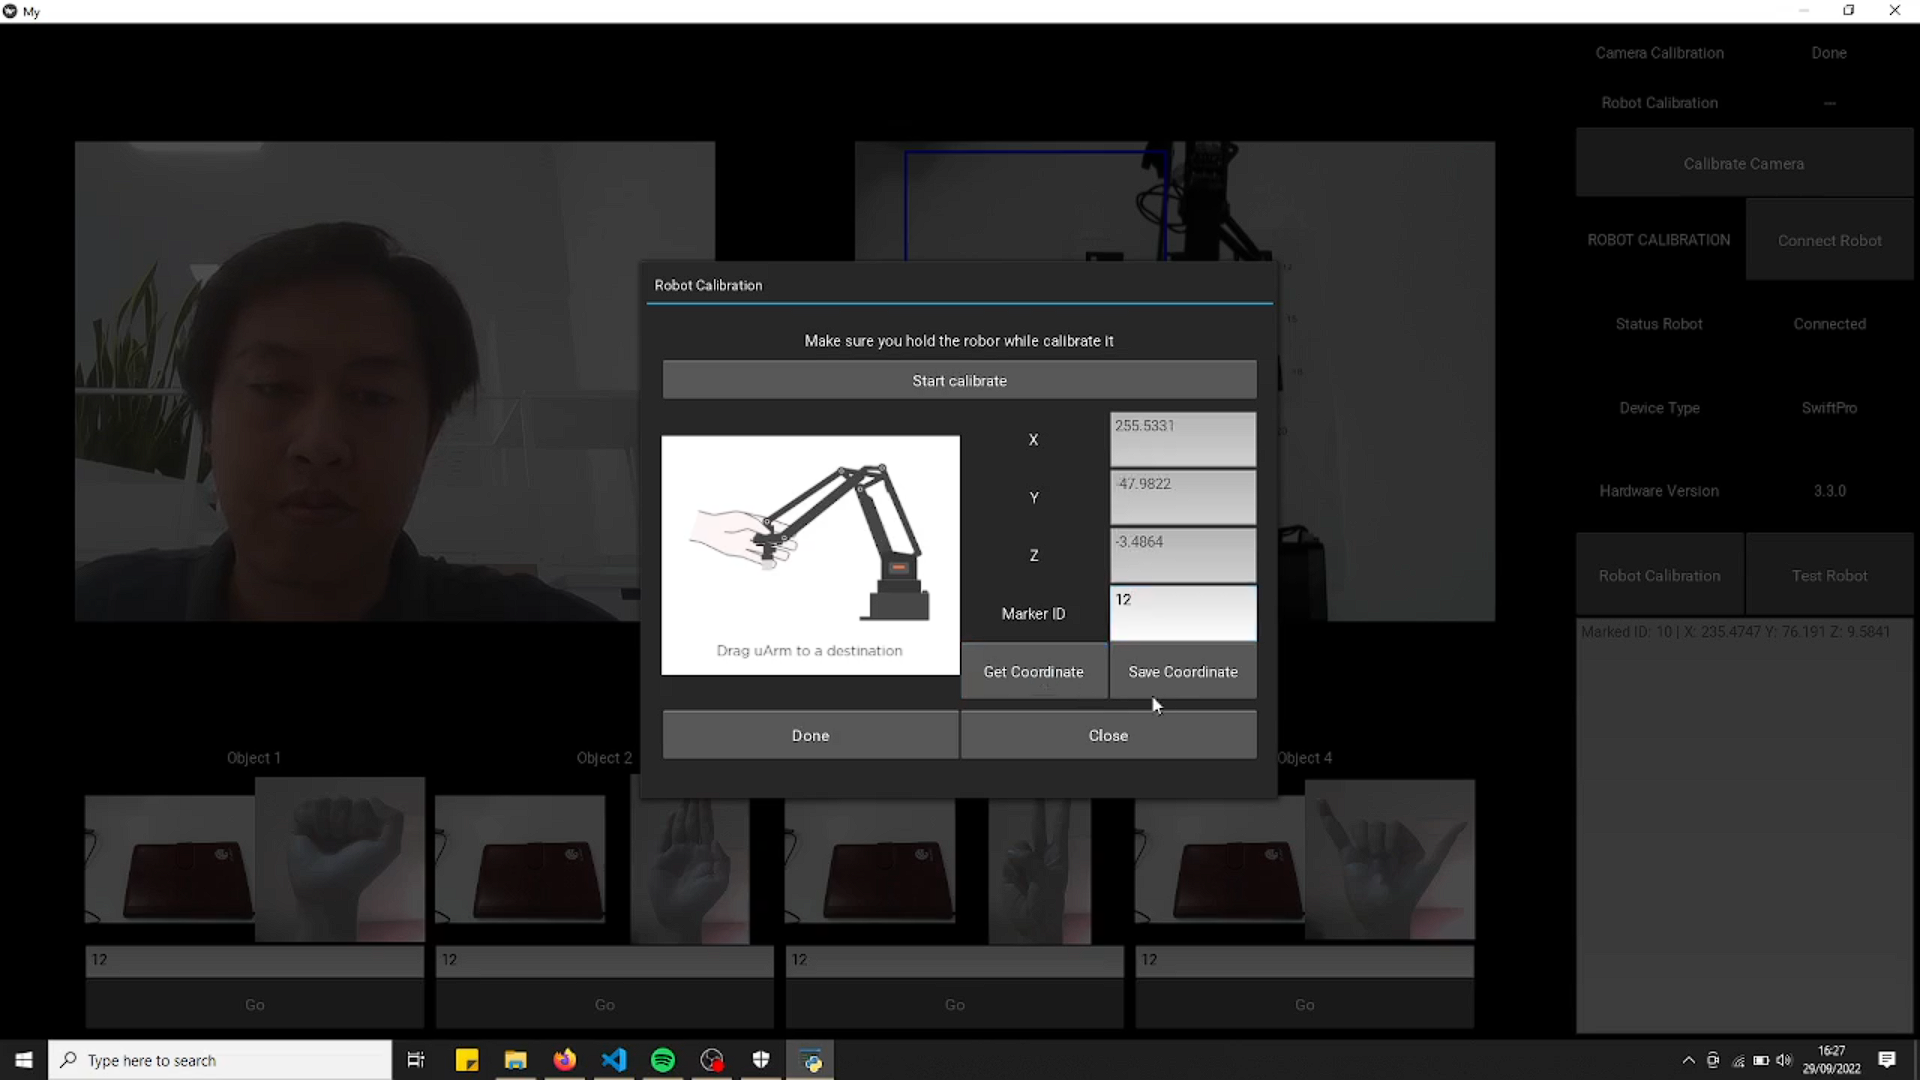 My
Camera Calibration Done
Robot Calibration ---
Calibrate Camera
ROBOT CALIBRATION Connect Robot
Status Robot Connected
Device Type SwiftPro
Hardware Version 3.3.0
Robot Calibration Test Robot
Marked ID: 10 | X: 235.4747 Y: 76.191 Z: 9.5841
Robot Calibration
Make sure you hold the robor while calibrate it
Start calibrate
X 255.5331
Y -47.9822
Z -3.4864
Marker ID 12
Drag uArm to a destination
Get Coordinate Save Coordinate
Done Close
Object 1 Object 2 Object 4
12 12 12 12
Go Go Go Go
Type here to search
16:27
29/09/2022